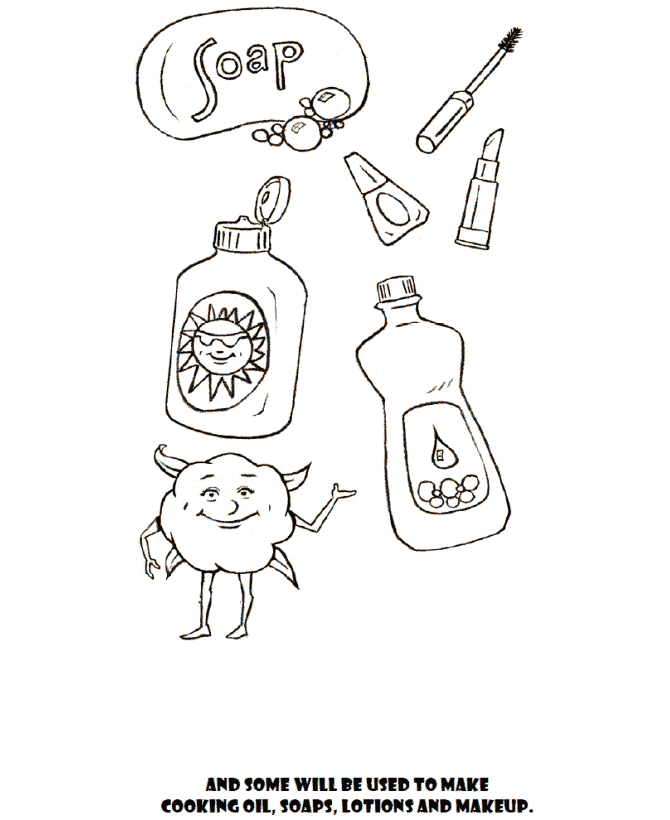 Soap
AND SOME WILL BE USED TO MAKE
COOKING OIL, SOAPS, LOTIONS AND MAKEUP.